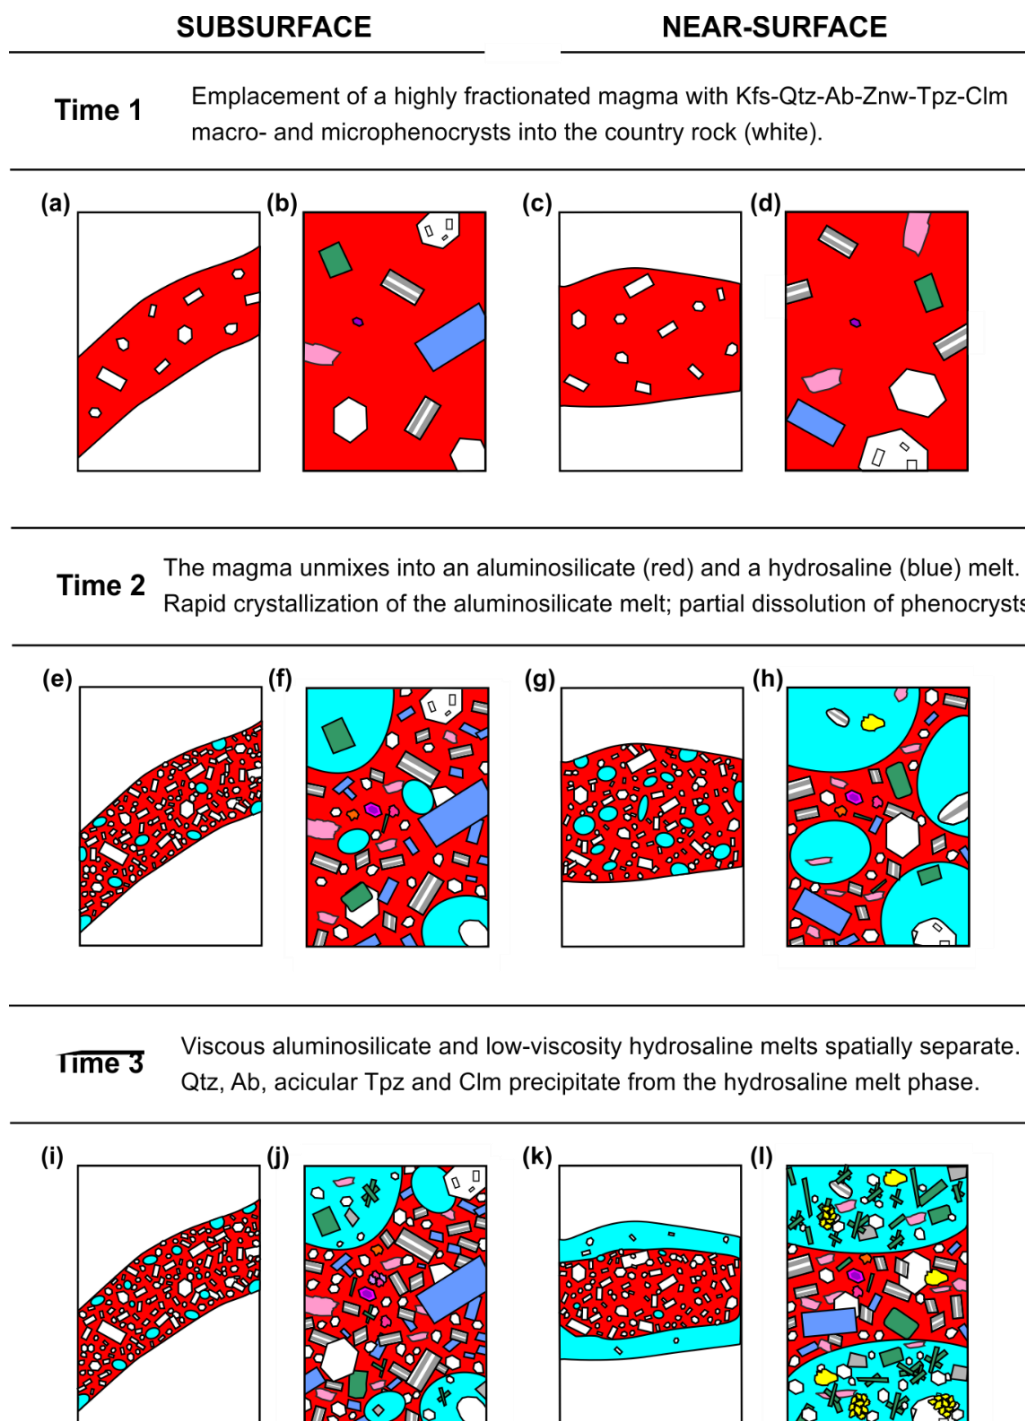 SUBSURFACE
NEAR-SURFACE
Time 1
Emplacement of a highly fractionated magma with Kfs-Qtz-Ab-Znw-Tpz-Clm
macro- and microphenocrysts into the country rock (white).
(a)
(b)
(c)
(d)
Time 2
The magma unmixes into an aluminosilicate (red) and a hydrosaline (blue) melt.
Rapid crystallization of the aluminosilicate melt; partial dissolution of phenocrysts
(e)
(f)
(g)
(h)
Time 3
Viscous aluminosilicate and low-viscosity hydrosaline melts spatially separate.
Qtz, Ab, acicular Tpz and Clm precipitate from the hydrosaline melt phase.
(i)
(j)
(k)
(l)